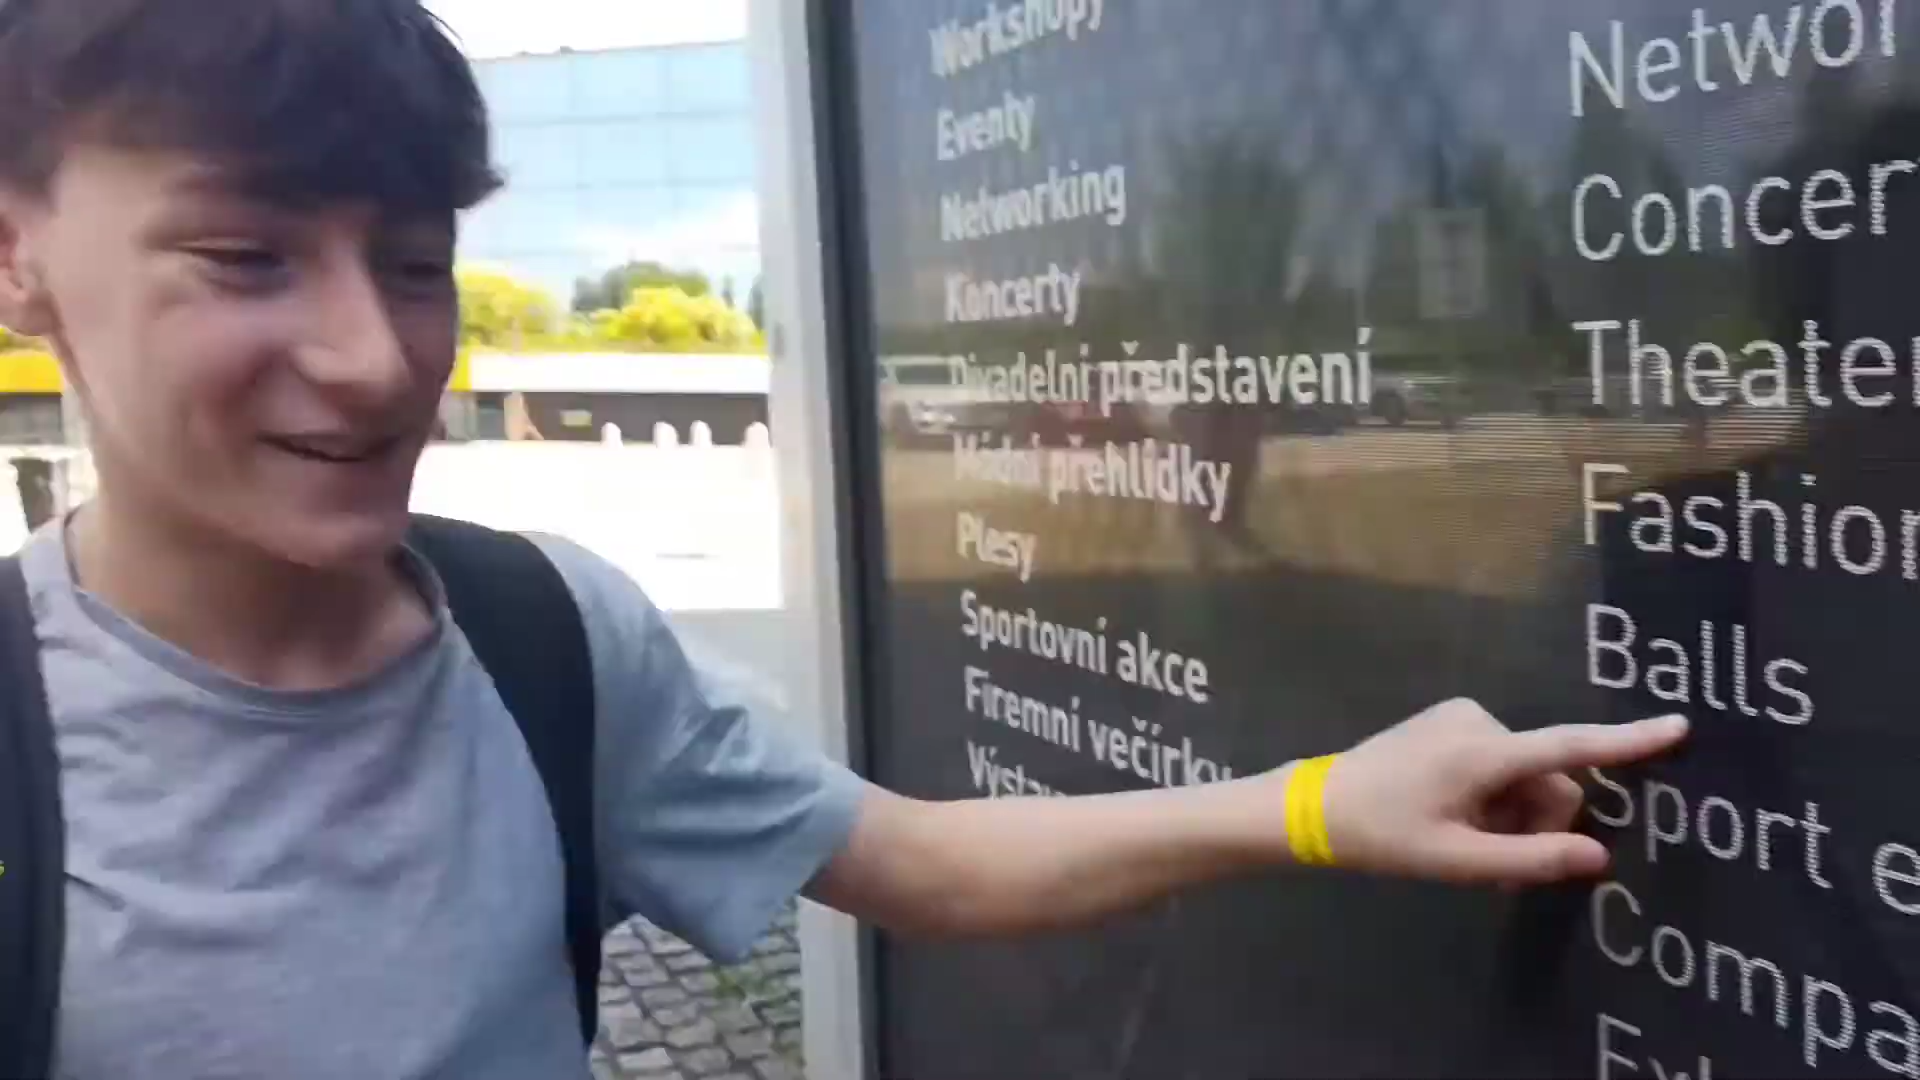 Workshopy
Eventy
Networking
Koncerty
Divadelní představení
Módní přehlídky
Plesy
Sportovní akce
Firemní večírky
Networ
Concer
Theater
Fashion
Balls
Sport e
Compa